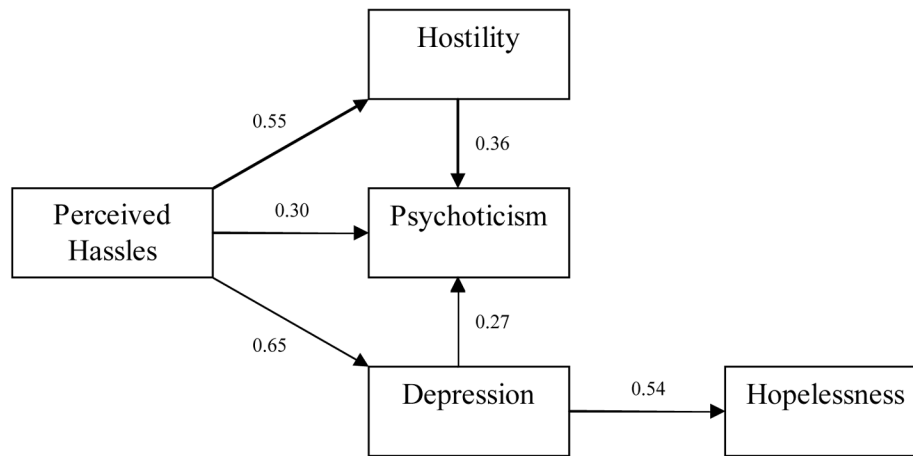 Hostility
0.55
0.36
Perceived
Hassles
0.30
Psychoticism
0.65
0.27
Depression
0.54
Hopelessness